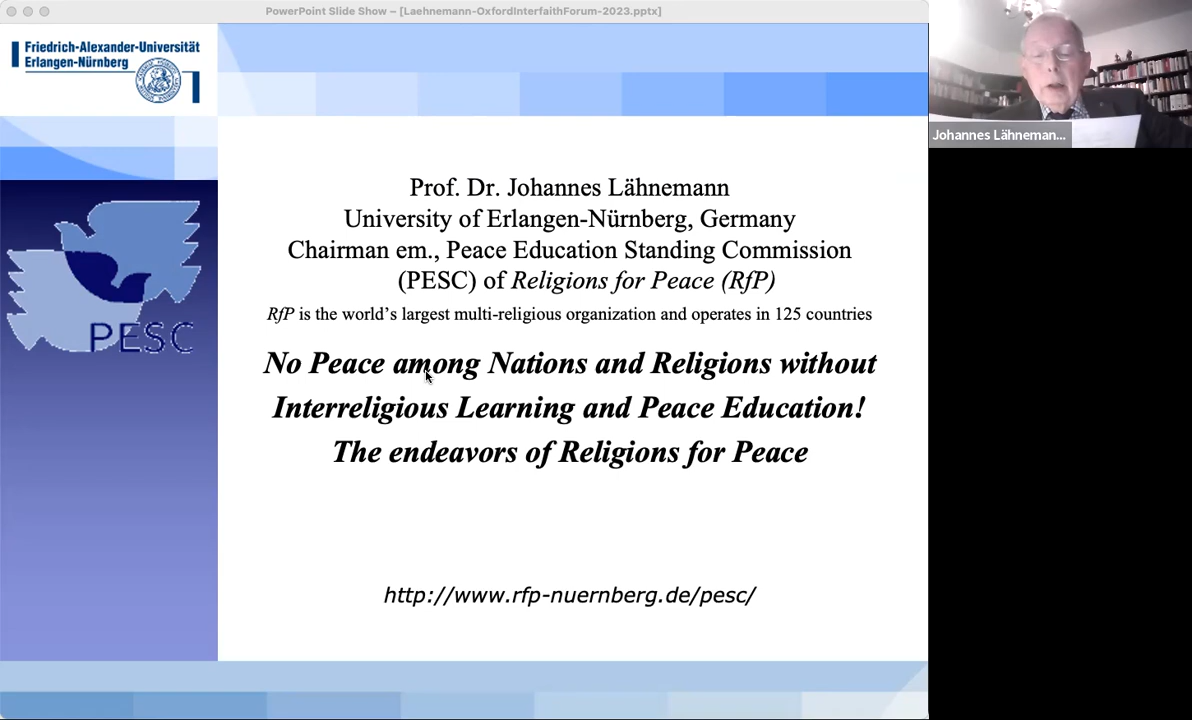 PowerPoint Slide Show – [Laehnemann-OxfordInterfaithForum-2023.pptx]
Friedrich-Alexander-Universität
Erlangen-Nürnberg
PESC
Prof. Dr. Johannes Lähnemann
University of Erlangen-Nürnberg, Germany
Chairman em., Peace Education Standing Commission
(PESC) of Religions for Peace (RfP)
RfP is the world’s largest multi-religious organization and operates in 125 countries
No Peace among Nations and Religions without
Interreligious Learning and Peace Education!
The endeavors of Religions for Peace
http://www.rfp-nuernberg.de/pesc/
Johannes Lähneman...